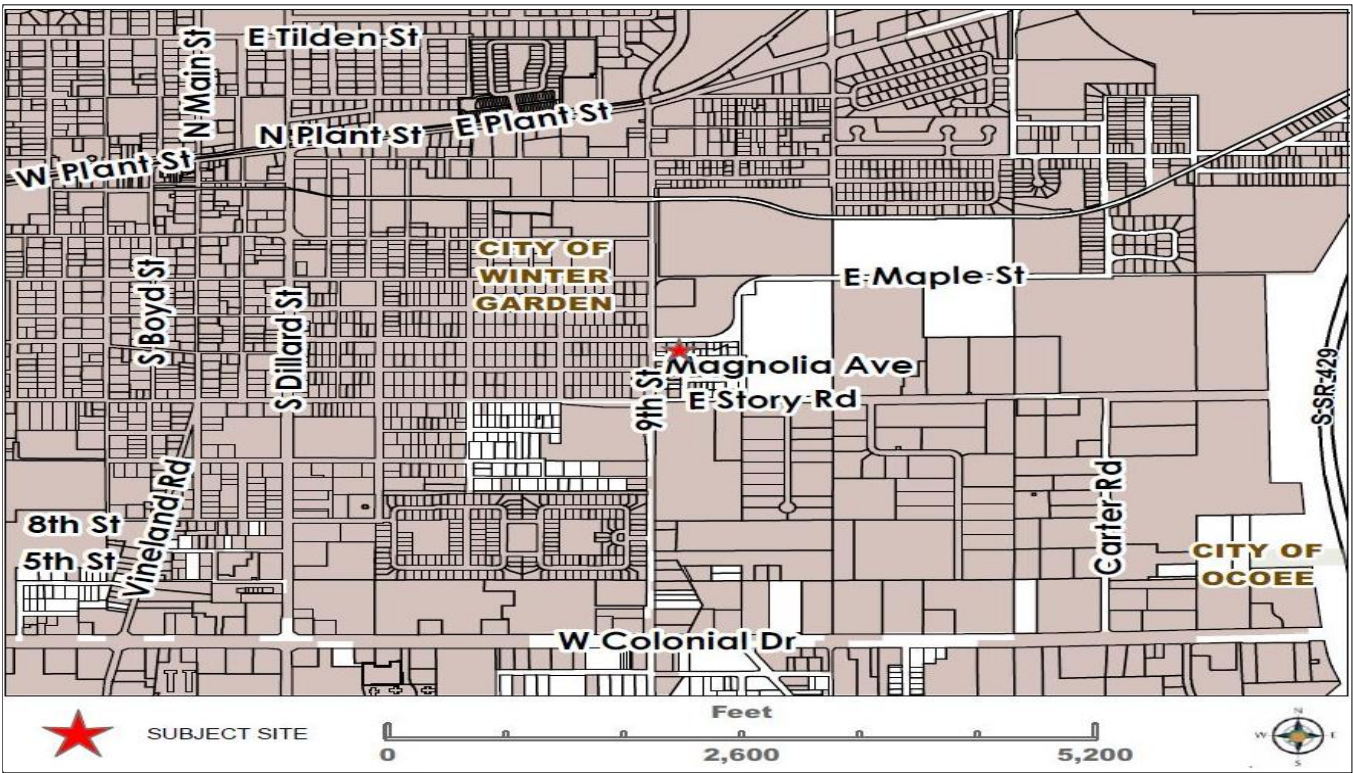 E Tilden St
N Main St
N Plant St
E Plant St
W Plant St
CITY OF
WINTER
GARDEN
E Maple St
S Boyd St
S Dillard St
Magnolia Ave
9th St
E Story Rd
S SR 429
Vineland Rd
Carter Rd
8th St
5th St
CITY OF
OCOEE
W Colonial Dr
SUBJECT SITE
Feet
0
2,600
5,200
N
W
E
S